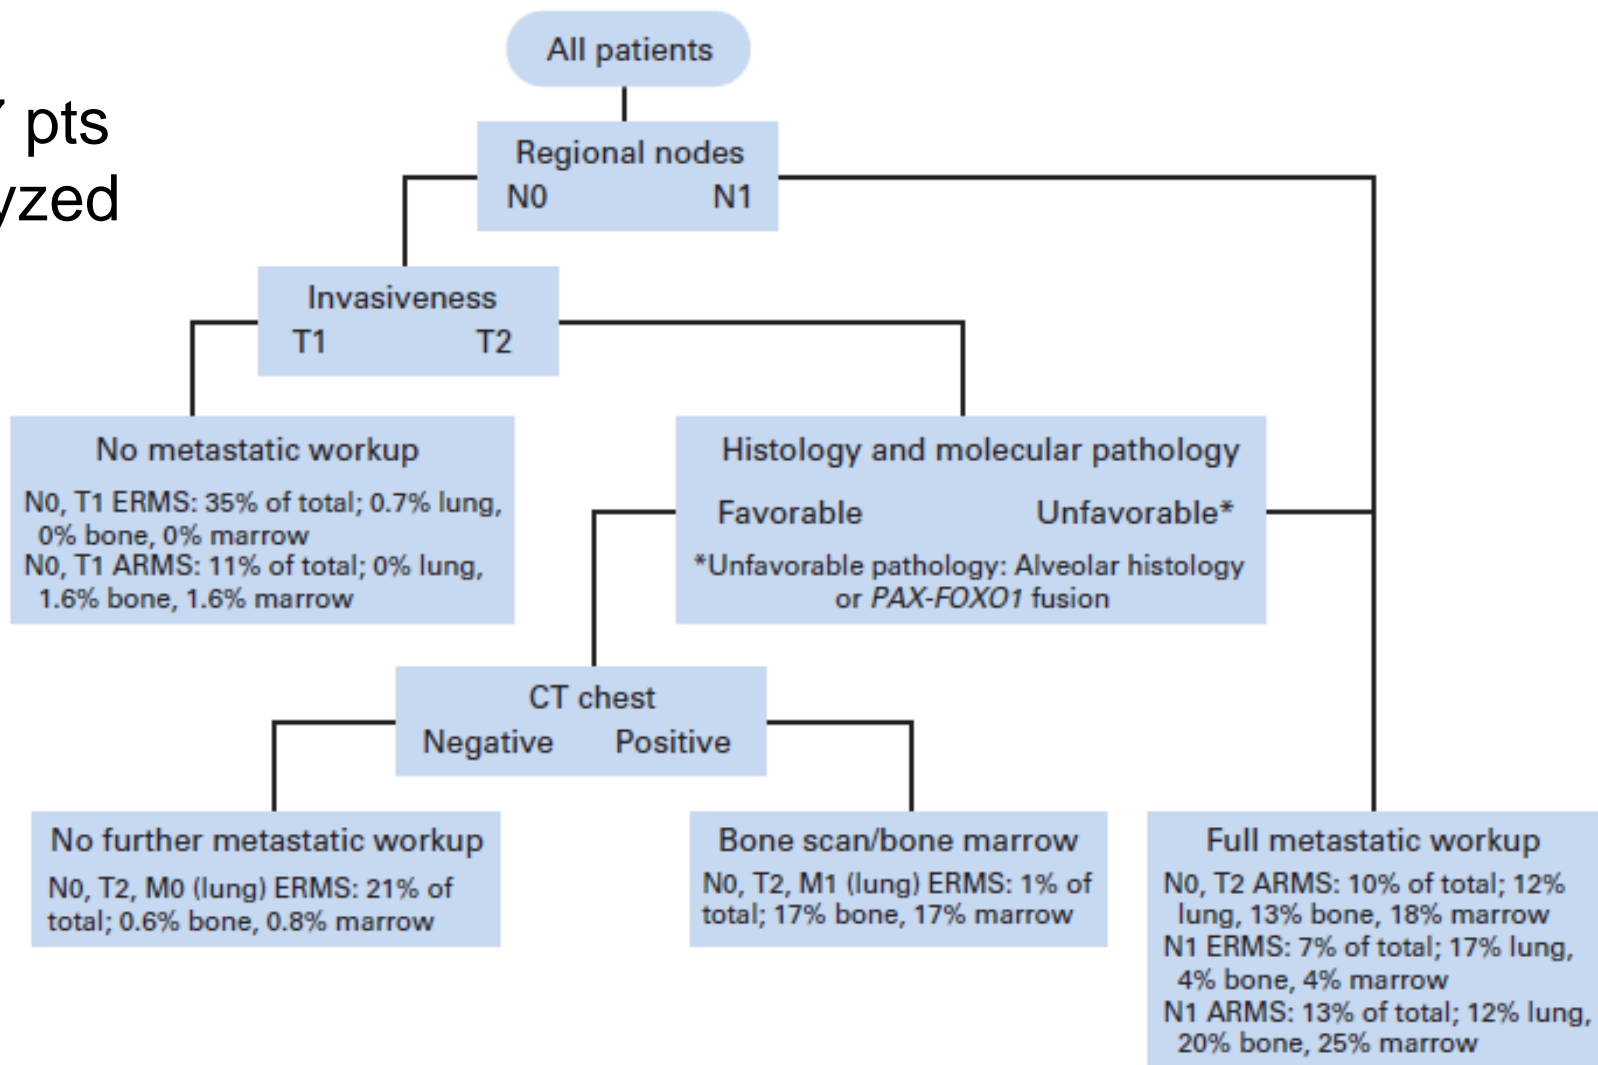 pts
All patients
Regional nodes
N0 N1
Invasiveness
T1 T2
No metastatic workup
N0, T1 ERMS: 35% of total; 0.7% lung,
0% bone, 0% marrow
N0, T1 ARMS: 11% of total; 0% lung,
1.6% bone, 1.6% marrow
Histology and molecular pathology
Favorable Unfavorable*
*Unfavorable pathology: Alveolar histology
or PAX-FOXO1 fusion
CT chest
Negative Positive
No further metastatic workup
N0, T2, M0 (lung) ERMS: 21% of
total; 0.6% bone, 0.8% marrow
Bone scan/bone marrow
N0, T2, M1 (lung) ERMS: 1% of
total; 17% bone, 17% marrow
Full metastatic workup
N0, T2 ARMS: 10% of total; 12%
lung, 13% bone, 18% marrow
N1 ERMS: 7% of total; 17% lung,
4% bone, 4% marrow
N1 ARMS: 13% of total; 12% lung,
20% bone, 25% marrow